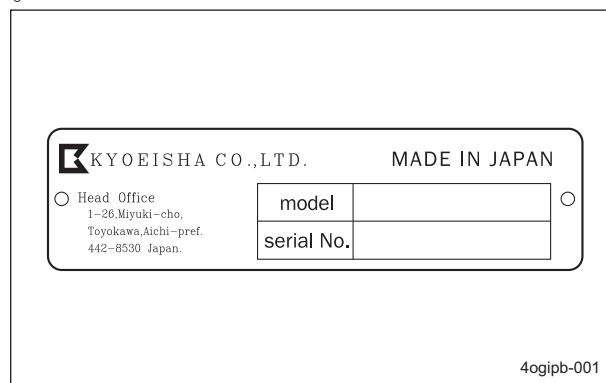 KYOEISHA CO.,LTD.
MADE IN JAPAN
Head Office
1-26,Miyuki-cho,
Toyokawa,Aichi-pref.
442-8530 Japan.
model
serial No.
4ogipb-001